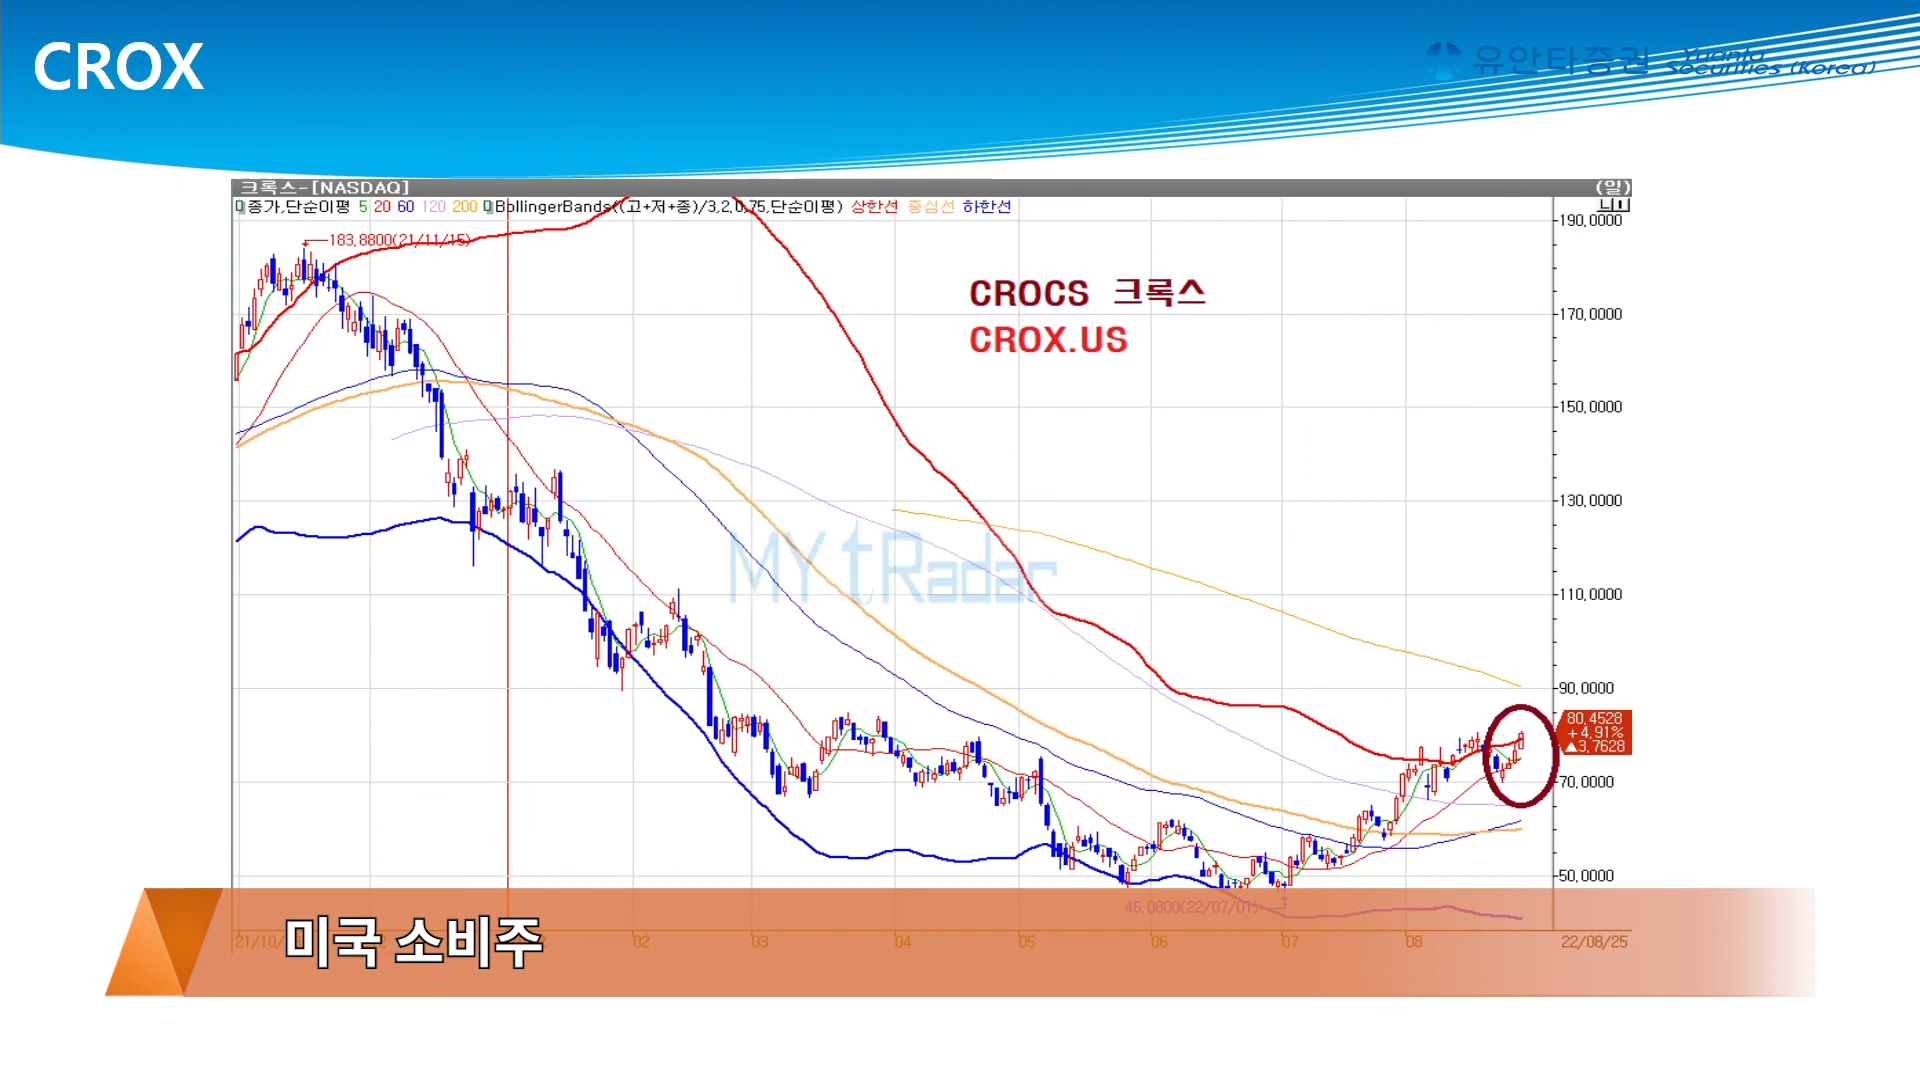 CROX
유안타증권 Yuanta Securities (Korea)
크록스-[NASDAQ] (일)
종가,단순이평 5 20 60 120 200 BollingerBands((고+저+종)/3,2,0,75,단순이평) 상한선 중심선 하한선
190,0000
183,8800(21/11/15)
CROCS 크록스
CROX.US
170,0000
150,0000
130,0000
MY tRadar
110,0000
90,0000
80,4528
+4,91%
▲3,7628
70,0000
50,0000
46,0800(22/07/01)
미국 소비주
21/10/ 02 03 04 05 06 07 08 22/08/25